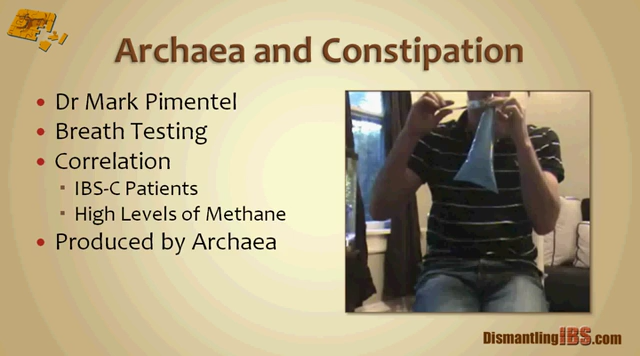 Archaea and Constipation
Dr Mark Pimentel
Breath Testing
Correlation
IBS-C Patients
High Levels of Methane
Produced by Archaea
DismantlingIBS.com